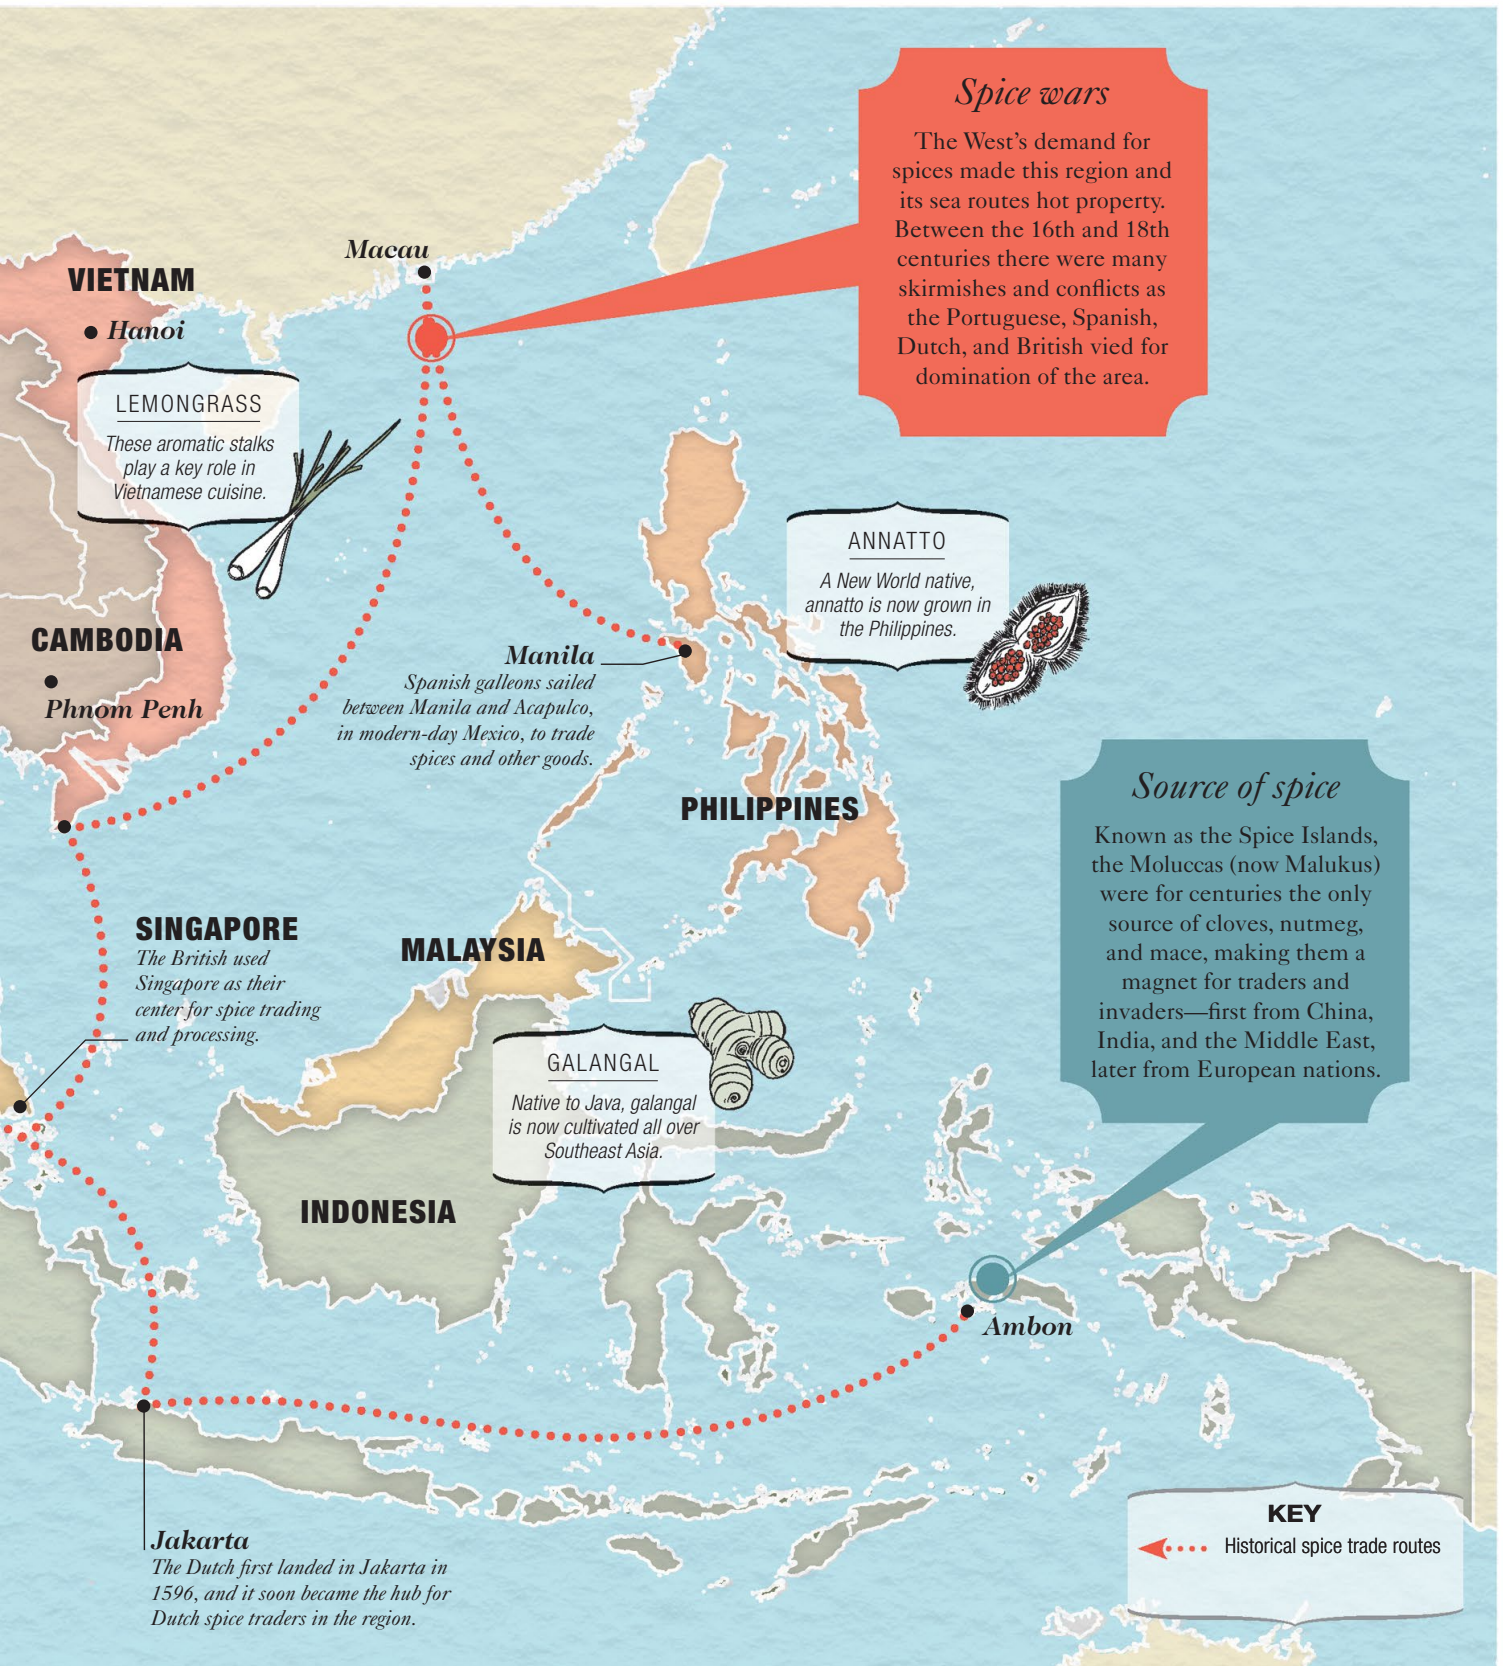 Spice wars
The West’s demand for
spices made this region and
its sea routes hot property.
Between the 16th and 18th
centuries there were many
skirmishes and conflicts as
the Portuguese, Spanish,
Dutch, and British vied for
domination of the area.
Macau
VIETNAM
Hanoi
LEMONGRASS
These aromatic stalks
play a key role in
Vietnamese cuisine.
ANNATTO
A New World native,
annatto is now grown in
the Philippines.
CAMBODIA
Phnom Penh
Manila
Spanish galleons sailed
between Manila and Acapulco,
in modern-day Mexico, to trade
spices and other goods.
PHILIPPINES
Source of spice
Known as the Spice Islands,
the Moluccas (now Malukus)
were for centuries the only
source of cloves, nutmeg,
and mace, making them a
magnet for traders and
invaders—first from China,
India, and the Middle East,
later from European nations.
SINGAPORE
The British used
Singapore as their
center for spice trading
and processing.
MALAYSIA
GALANGAL
Native to Java, galangal
is now cultivated all over
Southeast Asia.
INDONESIA
Ambon
Jakarta
The Dutch first landed in Jakarta in
1596, and it soon became the hub for
Dutch spice traders in the region.
KEY
Historical spice trade routes